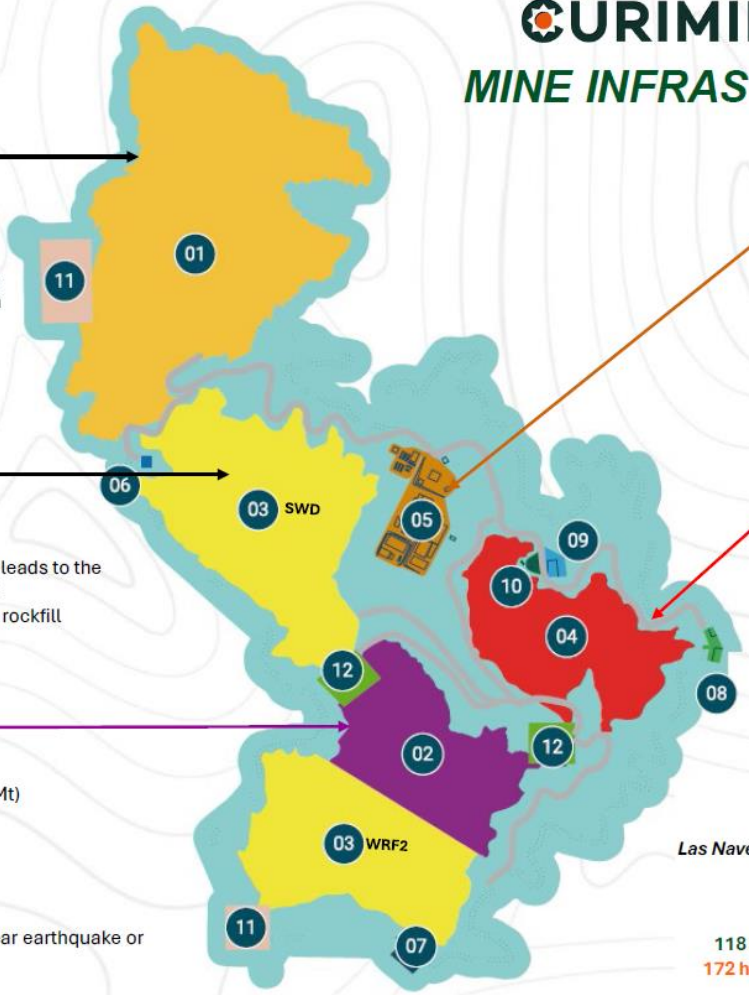 CURIMI
MINE INFRAS
01
11
06
03 SWD
05
leads to the
09
rockfill
10
04
12
08
02
12
Mt)
03 WRF2
Las Nave
11
ar earthquake or
07
118
172 h